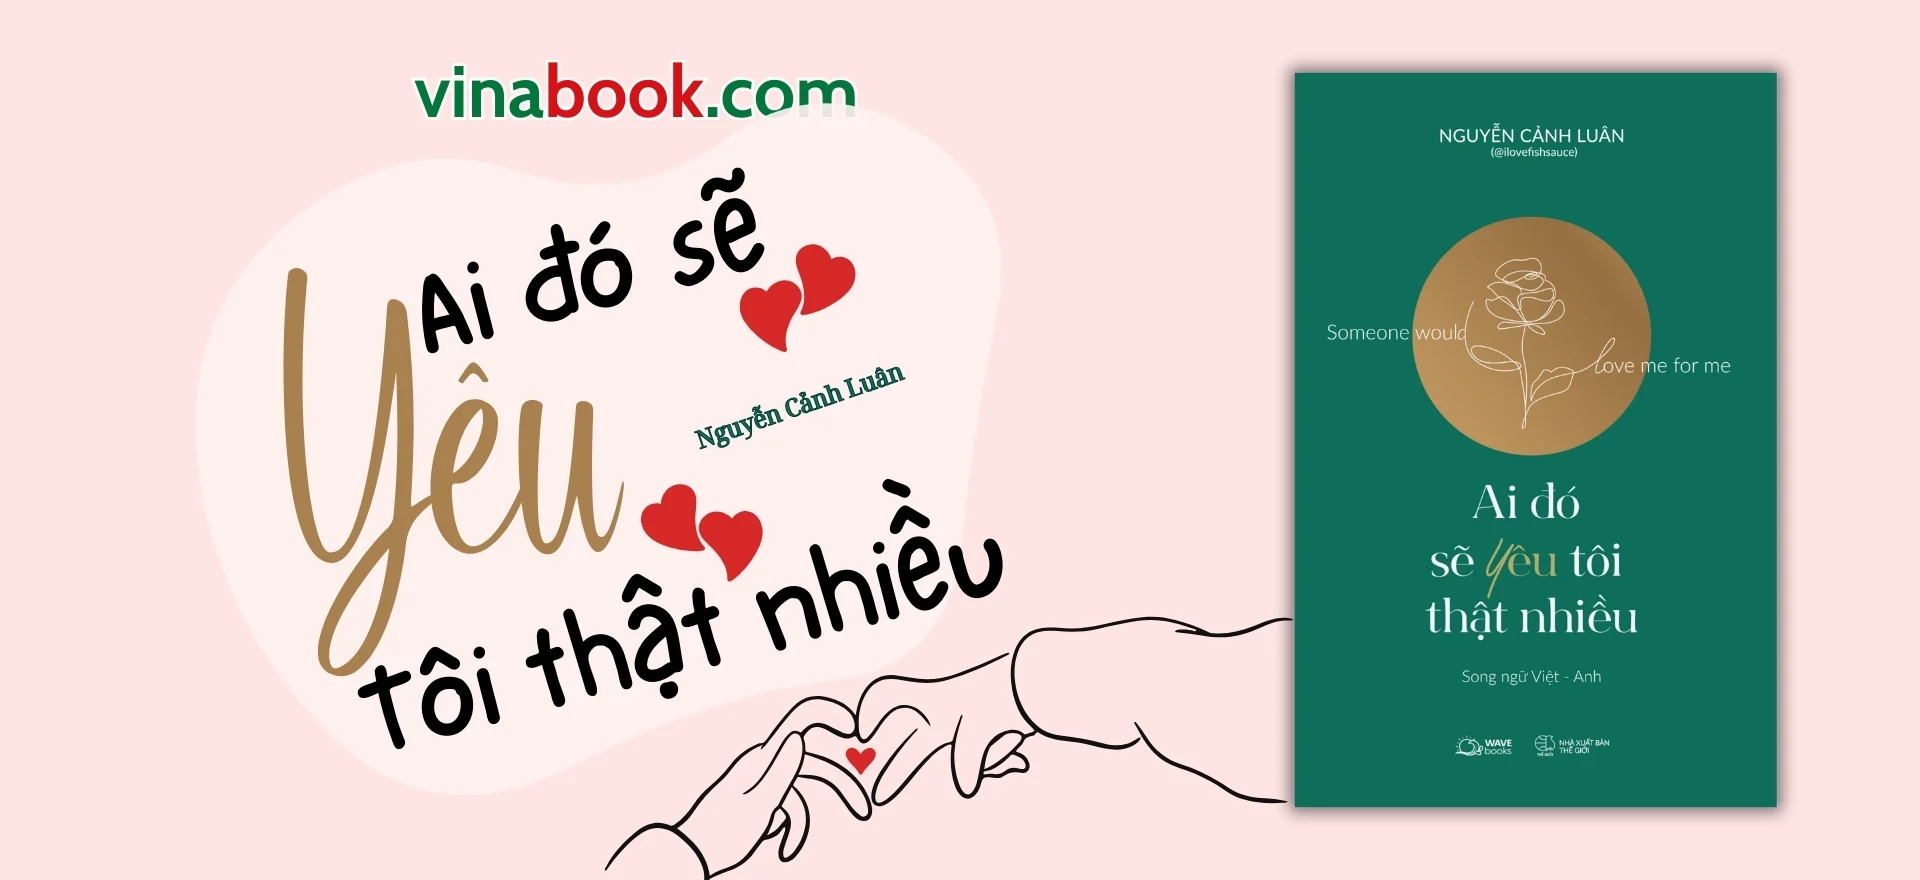 vinabook.com
Ai đó sẽ
Yêu
Nguyễn Cảnh Luân
tôi thật nhiều
NGUYỄN CẢNH LUÂN
(@ilovefishsauce)
Someone would
love me for me
Ai đó
sẽ yêu tôi
thật nhiều
Song ngữ Việt - Anh
WAVE
books
THẾ GIỚI
NHÀ XUẤT BẢN
THẾ GIỚI